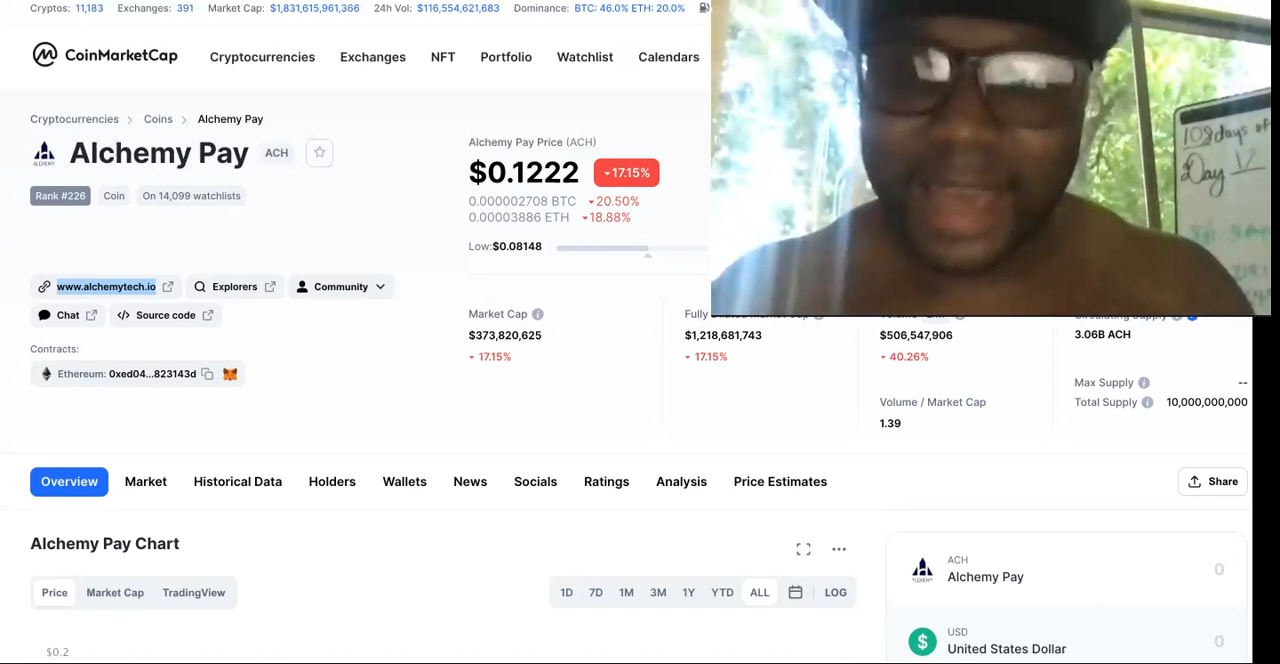 Cryptos: 11,183 Exchanges: 391 Market Cap: $1,831,615,961,366 24h Vol: $116,554,621,683 Dominance: BTC: 46.0% ETH: 20.0%
CoinMarketCap Cryptocurrencies Exchanges NFT Portfolio Watchlist Calendars
Cryptocurrencies Coins Alchemy Pay
Alchemy Pay ACH
ALCHEMY
Rank #226 Coin On 14,099 watchlists
www.alchemytech.io Explorers Community
Chat Source code
Contracts:
Ethereum: 0xed04...823143d
Alchemy Pay Price (ACH)
$0.1222 17.15%
0.000002708 BTC 20.50%
0.00003886 ETH 18.88%
Low:$0.08148
108 days of
Day
Market Cap
$373,820,625
17.15%
Fully Diluted Market Cap
$1,218,681,743
17.15%
$506,547,906
40.26%
Volume / Market Cap
1.39
Circulating Supply
3.06B ACH
Max Supply --
Total Supply 10,000,000,000
Overview Market Historical Data Holders Wallets News Socials Ratings Analysis Price Estimates Share
Alchemy Pay Chart
Price Market Cap TradingView 1D 7D 1M 3M 1Y YTD ALL LOG
$0.2
ALCHEMY
ACH
Alchemy Pay 0
USD
United States Dollar 0